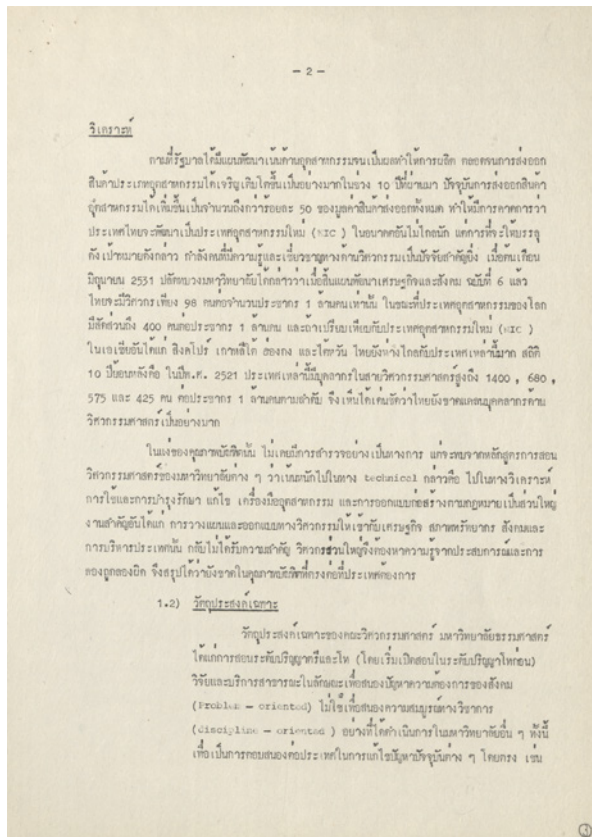 - 2 -
วิเคราะห์
ตามที่รัฐบาลได้มีแผนพัฒนาเน้นด้านอุตสาหกรรมจนเป็นผลทำให้การผลิต ตลอดจนการส่งออก
สินค้าประเภทอุตสาหกรรมได้เจริญเติบโตขึ้นเป็นอย่างมากในช่วง 10 ปีที่ผ่านมา ปัจจุบันการส่งออกสินค้า
อุตสาหกรรมได้เพิ่มขึ้นเป็นจำนวนถึงกว่าร้อยละ 50 ของมูลค่าสินค้าส่งออกทั้งหมด ทำให้มีการคาดการว่า
ประเทศไทยจะพัฒนาเป็นประเทศอุตสาหกรรมใหม่ (NIC) ในอนาคตอันไม่ไกลนัก แต่การที่จะให้บรรลุ
ดังเป้าหมายดังกล่าว กำลังคนที่มีความรู้และเชี่ยวชาญทางด้านวิศวกรรมเป็นปัจจัยสำคัญยิ่ง เมื่อต้นเดือน
มิถุนายน 2531 ปลัดทบวงมหาวิทยาลัยได้กล่าวว่าเมื่อสิ้นแผนพัฒนาเศรษฐกิจและสังคม ฉบับที่ 6 แล้ว
ไทยจะมีวิศวกรเพียง 98 คนต่อจำนวนประชากร 1 ล้านคนเท่านั้น ในขณะที่ประเทศอุตสาหกรรมของโลก
มีสัดส่วนถึง 400 คนต่อประชากร 1 ล้านคน และถ้าเปรียบเทียบกับประเทศอุตสาหกรรมใหม่ (NIC )
ในเอเชียอันได้แก่ สิงคโปร์ เกาหลีใต้ ฮ่องกง และไต้หวัน ไทยยังห่างไกลกับประเทศเหล่านี้มาก สถิติ
10 ปีย้อนหลังคือ ในปีพ.ศ. 2521 ประเทศเหล่านี้มีบุคลากรในสายวิศวกรรมศาสตร์สูงถึง 1400 , 680 ,
575 และ 425 คน ต่อประชากร 1 ล้านคนตามลำดับ จึงเห็นได้เด่นชัดว่าไทยยังขาดแคลนบุคคลากรด้าน
วิศวกรรมศาสตร์เป็นอย่างมาก
ในแง่ของคุณภาพบัณฑิตนั้น ไม่เคยมีการสำรวจอย่างเป็นทางการ แต่จะพบจากหลักสูตรการสอน
วิศวกรรมศาสตร์ของมหาวิทยาลัยต่าง ๆ ว่าเน้นหนักไปในทาง technical กล่าวคือ ไปในทางวิเคราะห์
การใช้และการบำรุงรักษา แก้ไข เครื่องมืออุตสาหกรรม และการออกแบบก่อสร้างตามกฎหมายเป็นส่วนใหญ่
งานสำคัญอันได้แก่ การวางแผนและออกแบบทางวิศวกรรมให้เข้ากับเศรษฐกิจ สภาพทรัพยากร สังคมและ
การบริหารประเทศนั้น กลับไม่ได้รับความสำคัญ วิศวกรส่วนใหญ่จึงต้องหาความรู้จากประสบการณ์และการ
ลองถูกลองผิด จึงสรุปได้ว่ายังขาดในคุณภาพบัณฑิตที่ตรงต่อที่ประเทศต้องการ
1.2) วัตถุประสงค์เฉพาะ
วัตถุประสงค์เฉพาะของคณะวิศวกรรมศาสตร์ มหาวิทยาลัยธรรมศาสตร์
ได้แก่การสอนระดับปริญญาตรีและโท (โดยเริ่มเปิดสอนในระดับปริญญาโทก่อน)
วิจัยและบริการสาธารณะในลักษณะเพื่อสนองปัญหาความต้องการของสังคม
(Problem - oriented) ไม่ใช่เพื่อสนองความสมบูรณ์ทางวิชาการ
(discipline - oriented ) อย่างที่ได้ดำเนินการในมหาวิทยาลัยอื่น ๆ ทั้งนี้
เพื่อเป็นการตอบสนองต่อประเทศในการแก้ไขปัญหาปัจจุบันต่าง ๆ โดยตรง เช่น